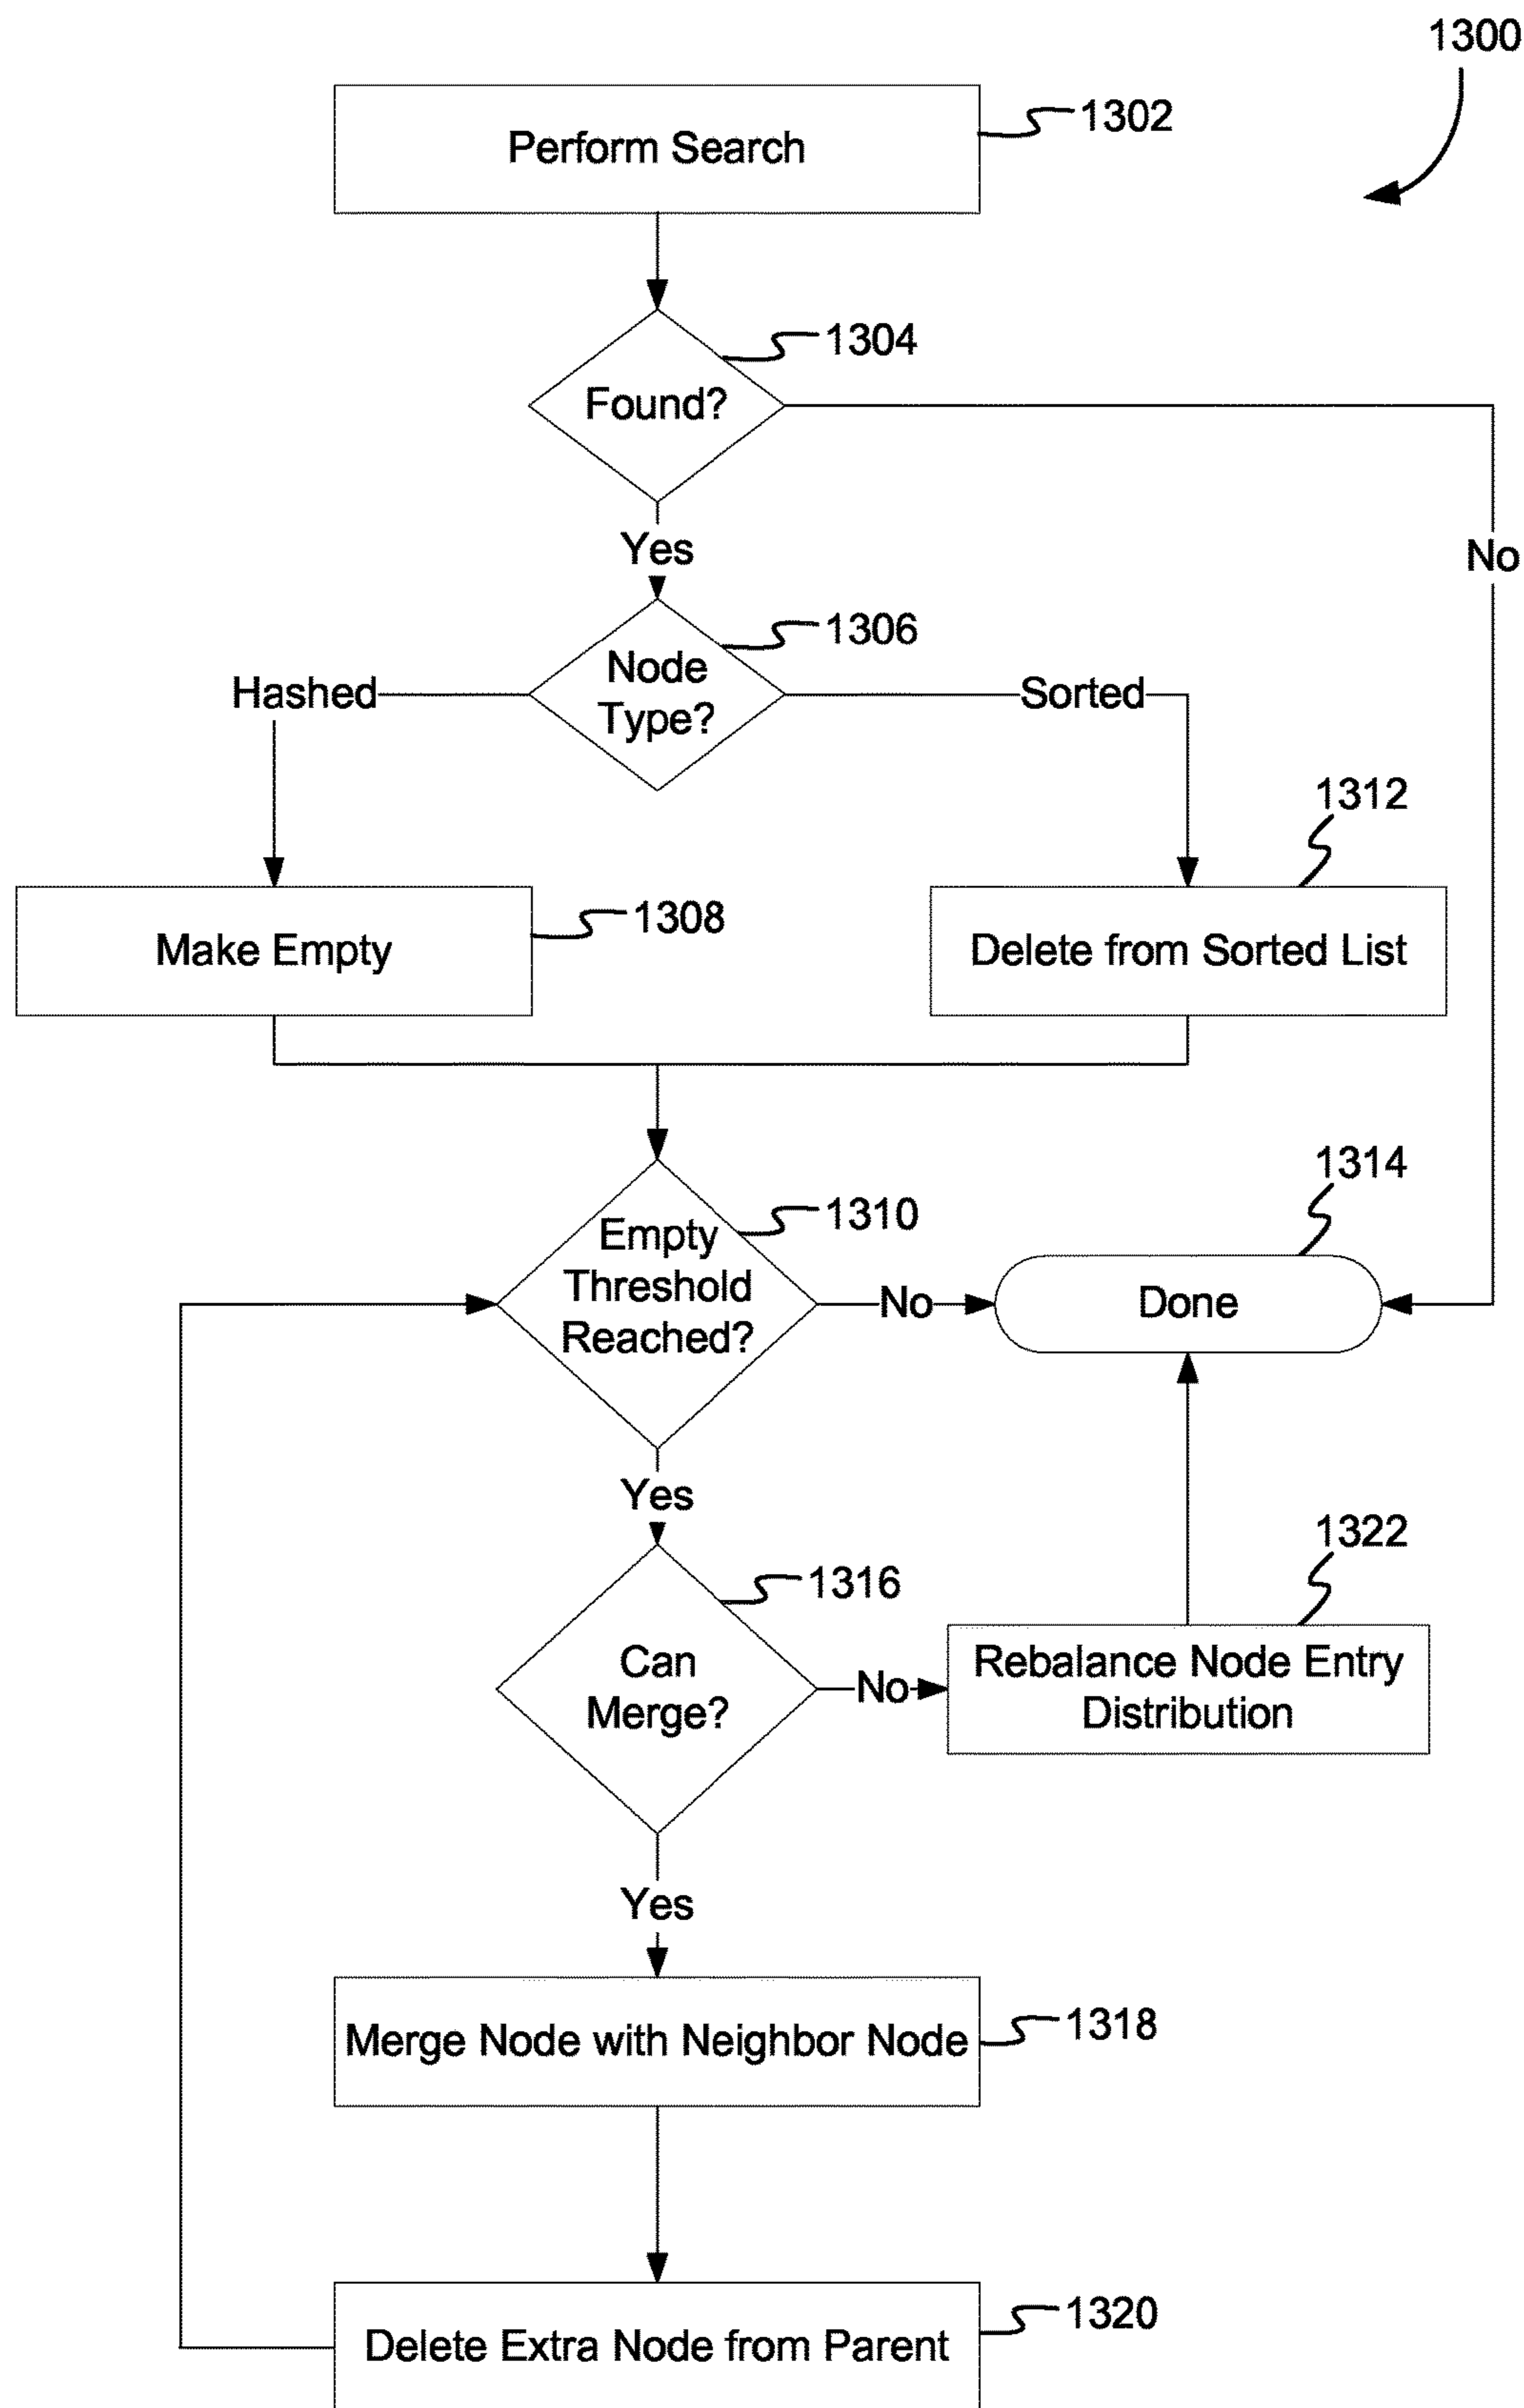 1300
Perform Search
1302
Found?
1304
Yes
No
Node
Type?
1306
Hashed
Sorted
Make Empty
1308
Delete from Sorted List
1312
Empty
Threshold
Reached?
1310
No
Done
1314
Yes
Can
Merge?
1316
No
Rebalance Node Entry
Distribution
1322
Yes
Merge Node with Neighbor Node
1318
Delete Extra Node from Parent
1320